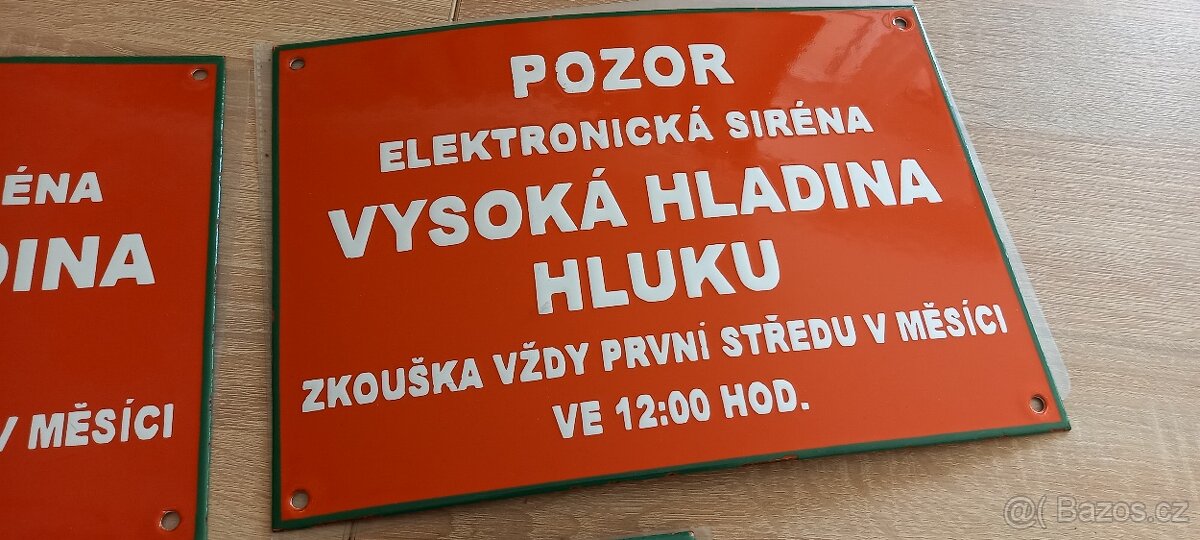 POZOR
ELEKTRONICKÁ SIRÉNA
VYSOKÁ HLADINA
HLUKU
ZKOUŠKA VŽDY PRVNÍ STŘEDU V MĚSÍCI
VE 12:00 HOD.
ÉNA
DINA
V MĚSÍCI
@( Bazos.cz